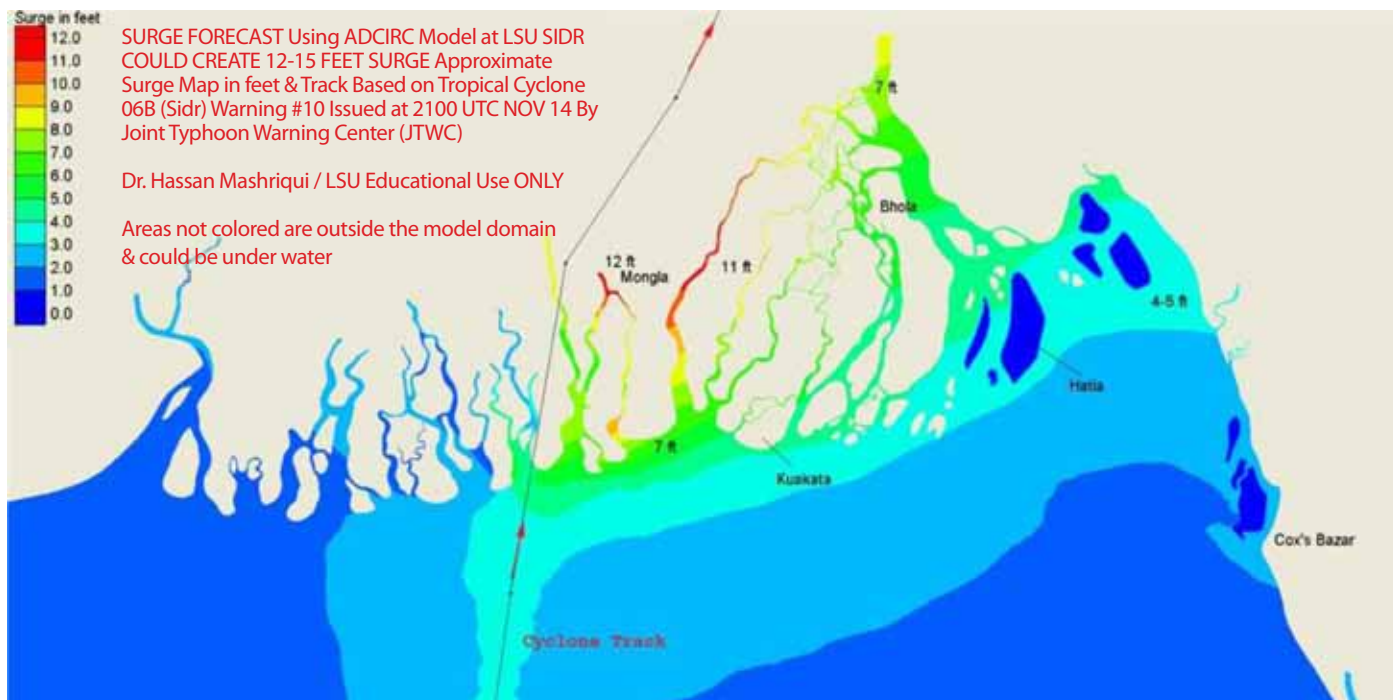 Surge in feet
12.0
11.0
10.0
9.0
8.0
7.0
6.0
5.0
4.0
3.0
2.0
1.0
0.0
SURGE FORECAST Using ADCIRC Model at LSU SIDR
COULD CREATE 12-15 FEET SURGE Approximate
Surge Map in feet & Track Based on Tropical Cyclone
06B (Sidr) Warning #10 Issued at 2100 UTC NOV 14 By
Joint Typhoon Warning Center (JTWC)
Dr. Hassan Mashriqui / LSU Educational Use ONLY
Areas not colored are outside the model domain
& could be under water
7 ft
Bhola
12 ft
Mongla
11 ft
4-5 ft
Hatia
7 ft
Kuakata
Cox's Bazar
Cyclone Track